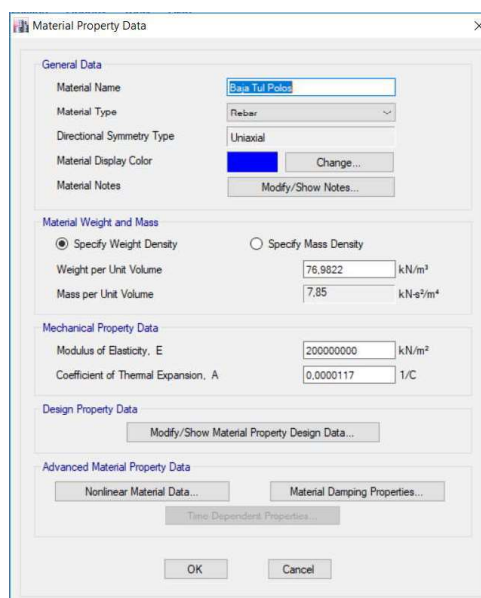 Material Property Data
General Data
Material Name Baja Tul Polos
Material Type Rebar
Directional Symmetry Type Uniaxial
Material Display Color Change...
Material Notes Modify/Show Notes...
Material Weight and Mass
Specify Weight Density Specify Mass Density
Weight per Unit Volume 76,9822 kN/m³
Mass per Unit Volume 7,85 kN-s²/m⁴
Mechanical Property Data
Modulus of Elasticity, E 200000000 kN/m²
Coefficient of Thermal Expansion, A 0,0000117 1/C
Design Property Data
Modify/Show Material Property Design Data...
Advanced Material Property Data
Nonlinear Material Data... Material Damping Properties...
Time Dependent Properties...
OK Cancel